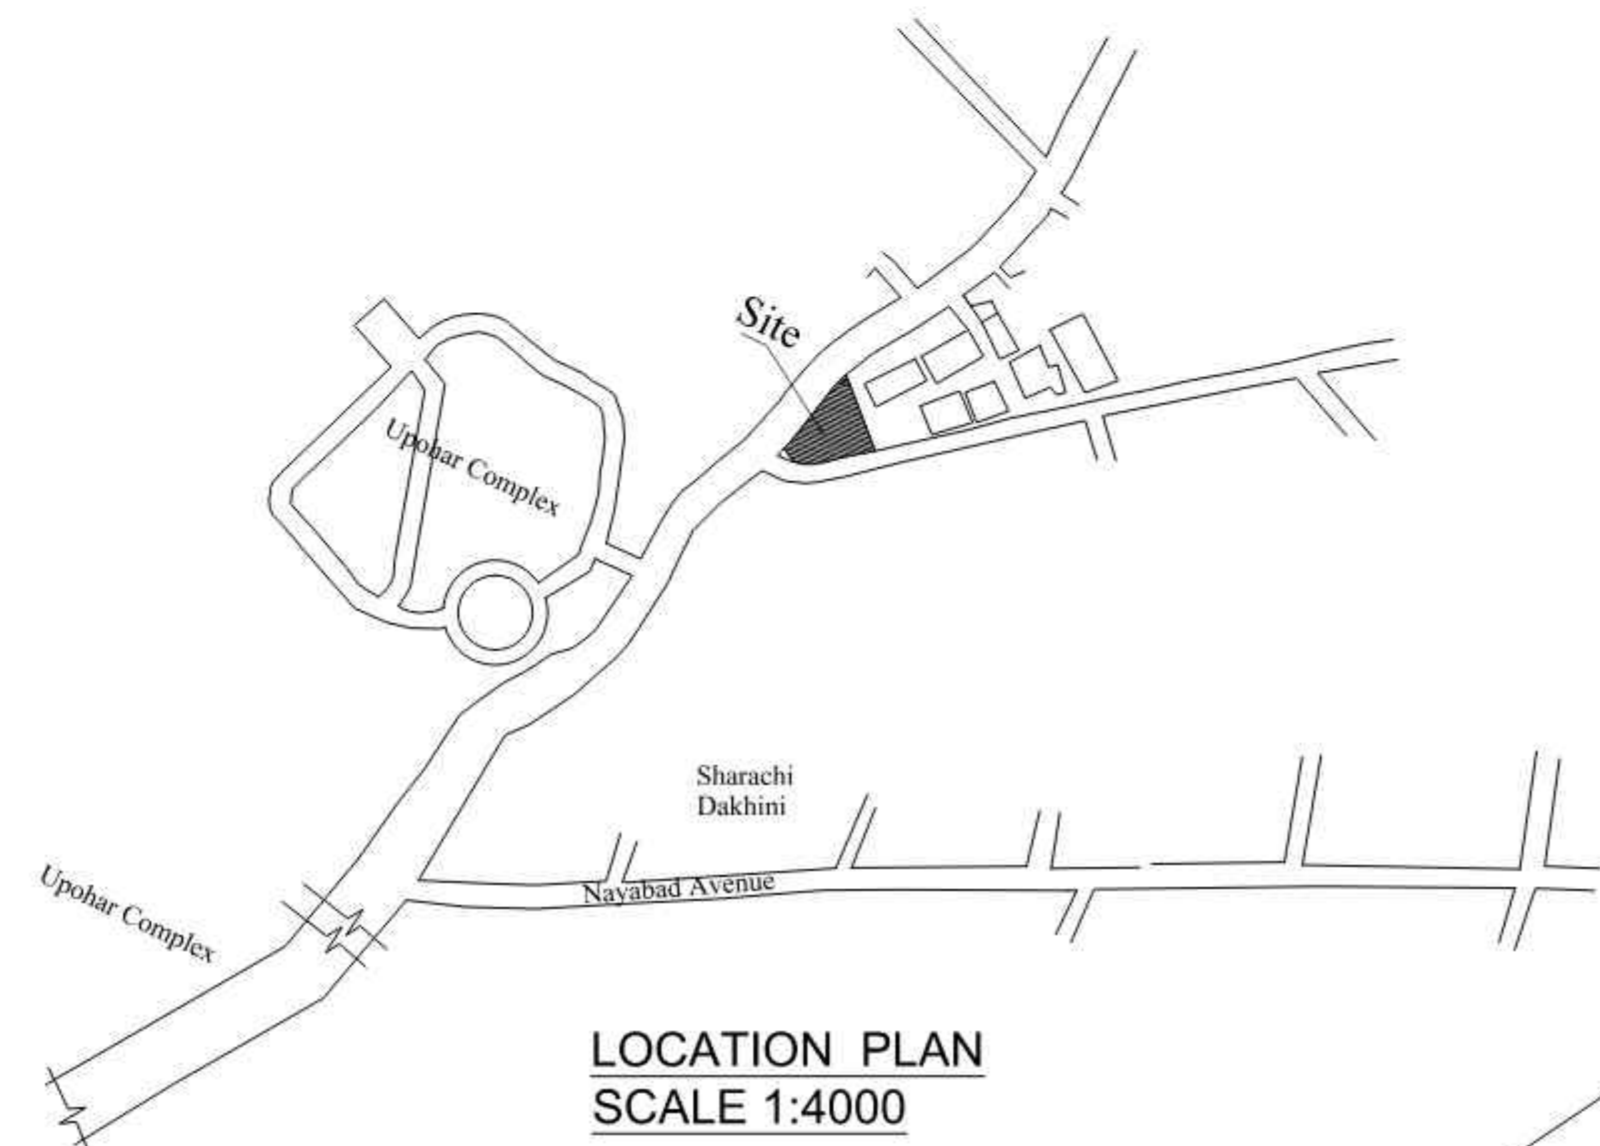 Site
Upohar Complex
Sharachi
Dakhini
Nayabad Avenue
Upohar Complex
LOCATION PLAN
SCALE 1:4000